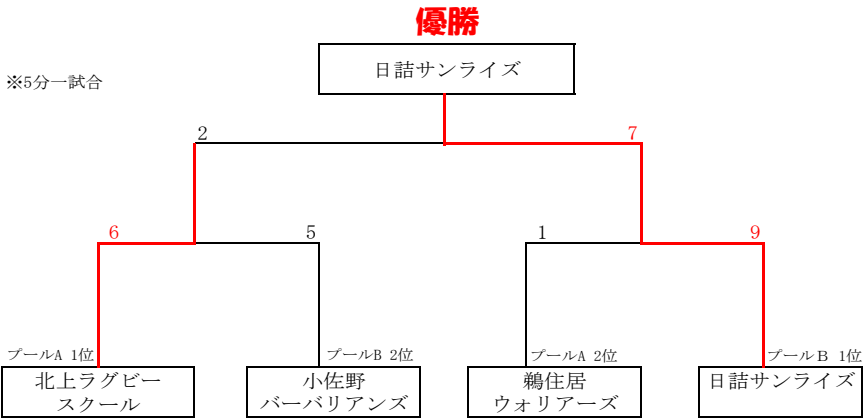 優勝
日詰サンライズ
※5分一試合
2
7
6
5
1
9
プールA 1位
プールB 2位
プールA 2位
プールB 1位
北上ラグビー
スクール
小佐野
バーバリアンズ
鵜住居
ウォリアーズ
日詰サンライズ